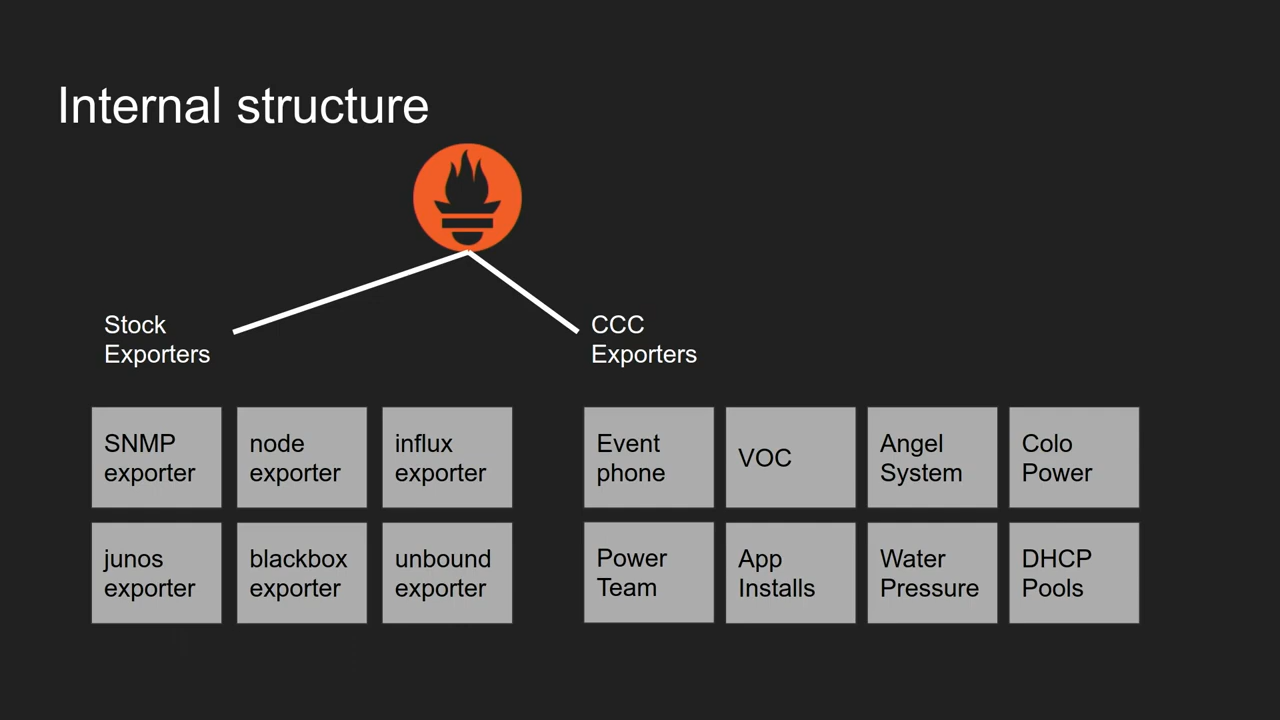 Internal structure
Stock
Exporters
CCC
Exporters
SNMP
exporter
node
exporter
influx
exporter
Event
phone
VOC
Angel
System
Colo
Power
junos
exporter
blackbox
exporter
unbound
exporter
Power
Team
App
Installs
Water
Pressure
DHCP
Pools